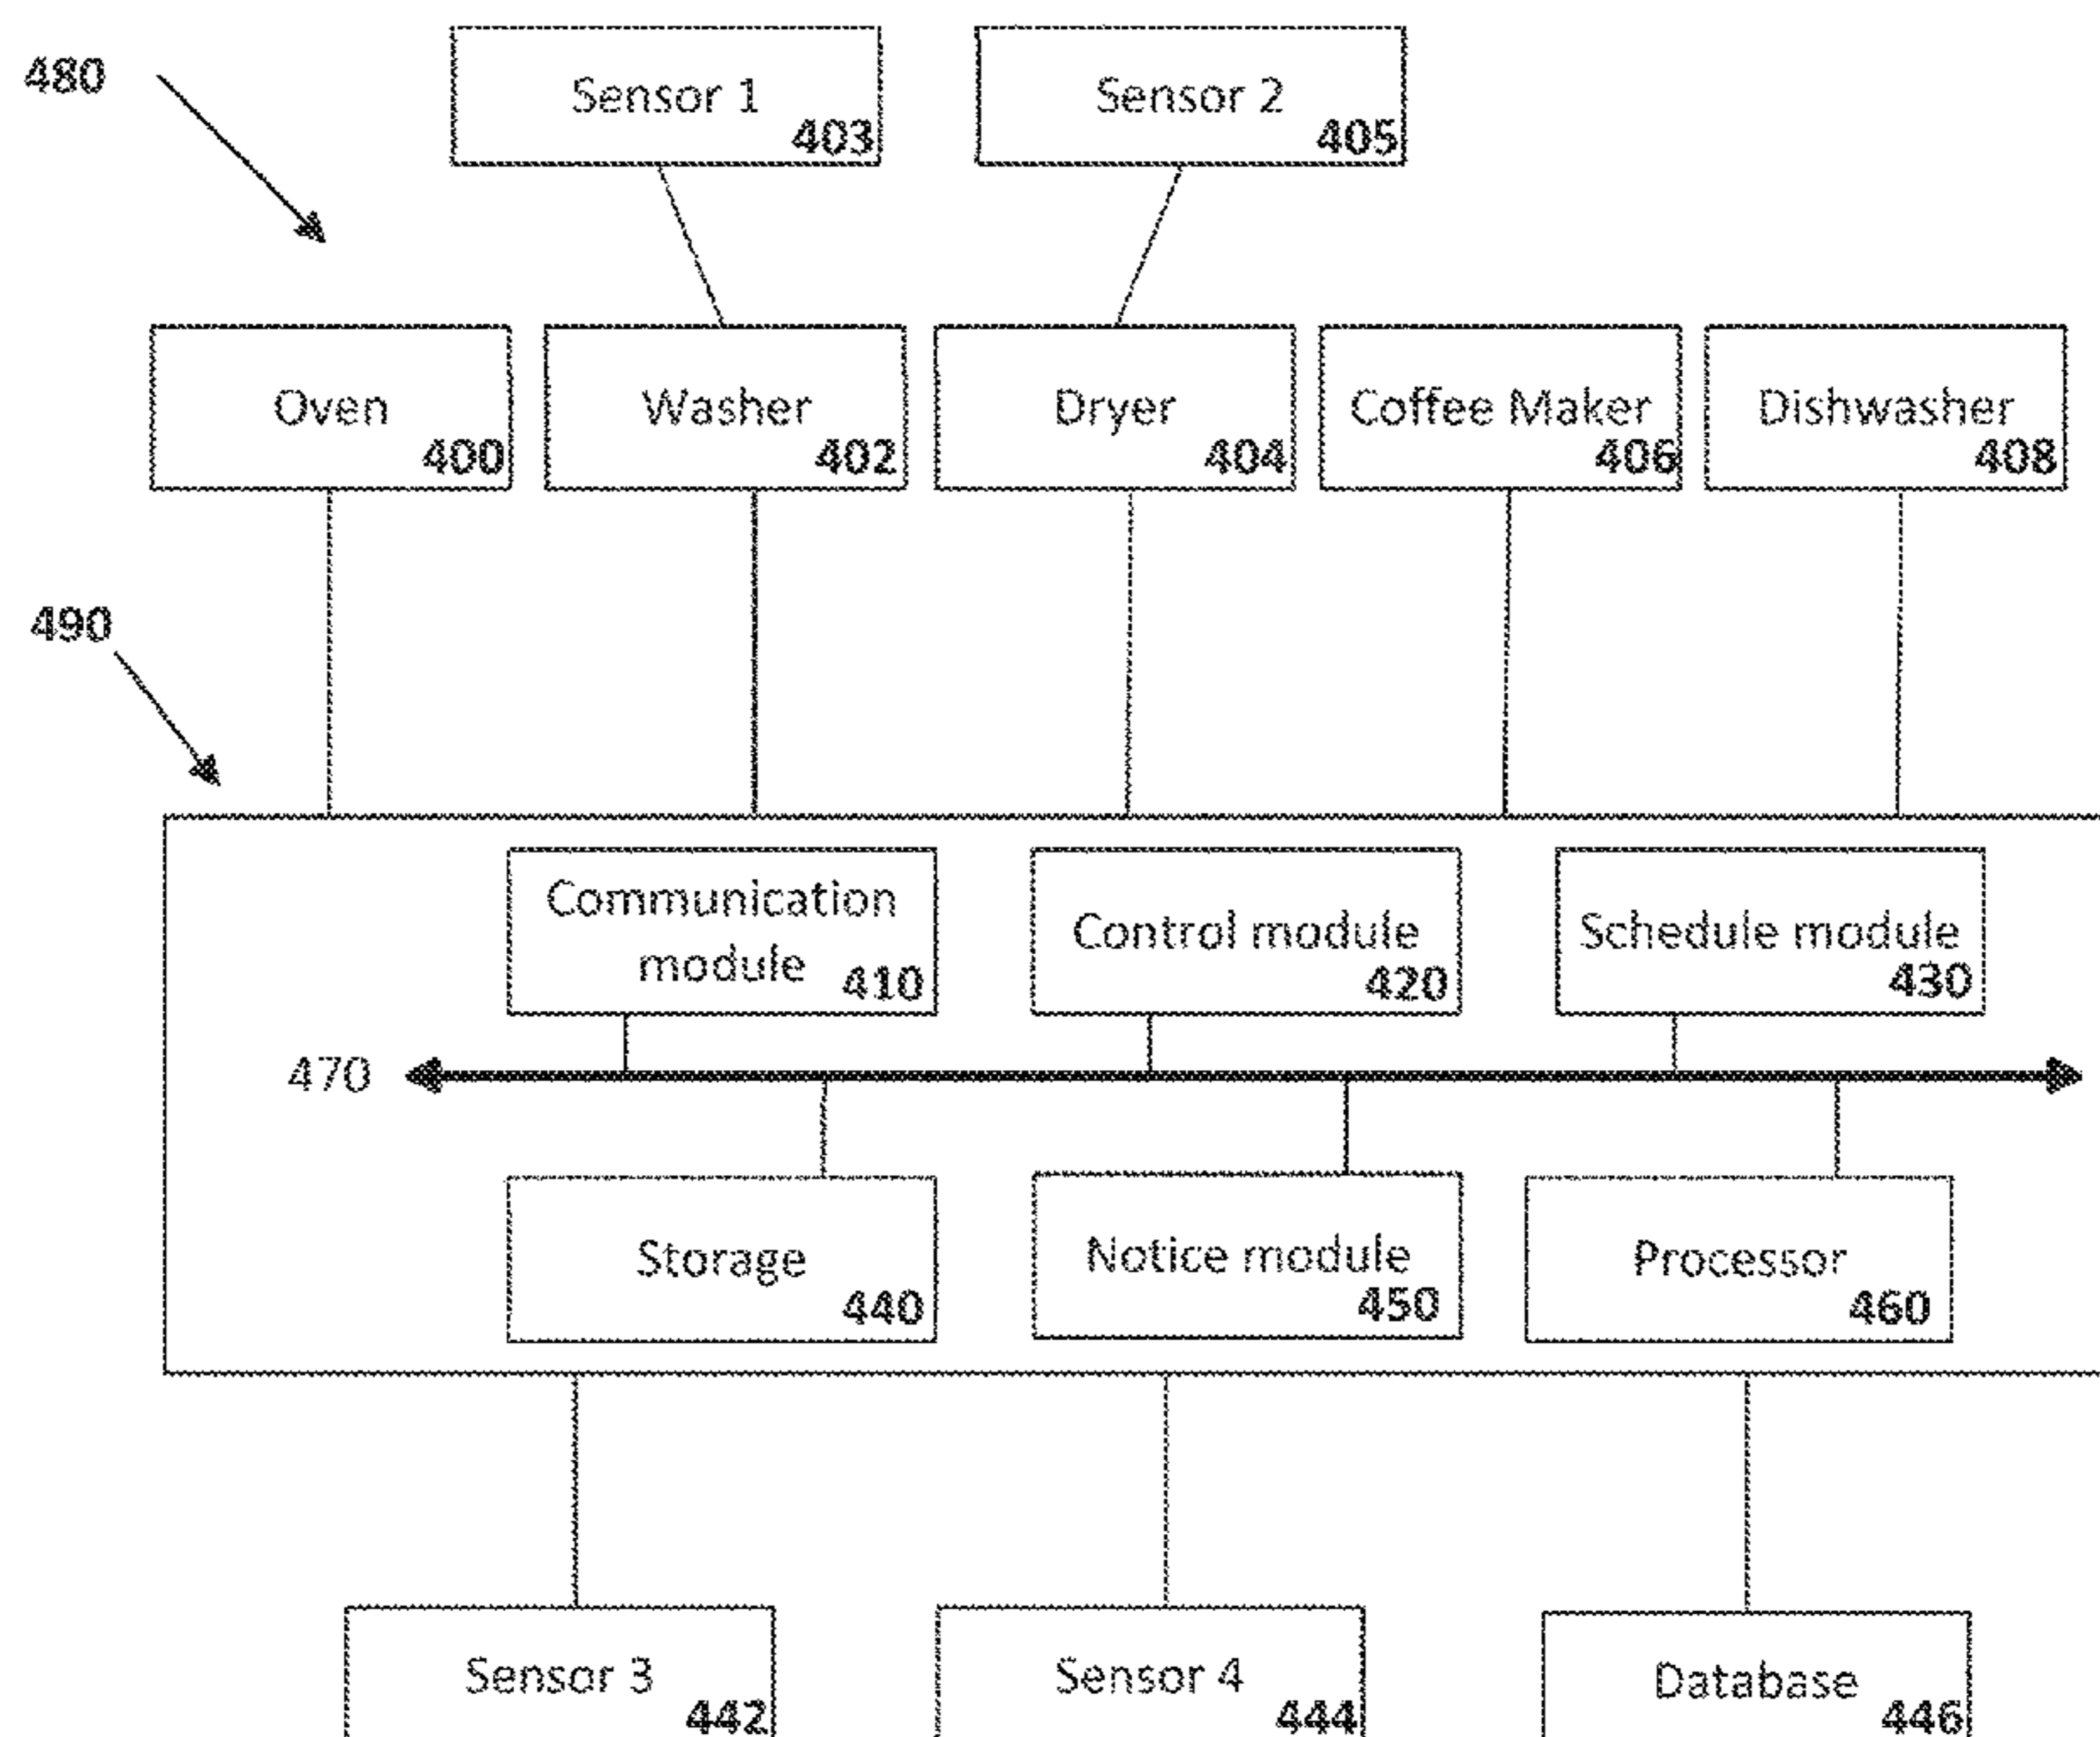 480
Sensor 1
403
Sensor 2
405
Oven
400
Washer
402
Dryer
404
Coffee Maker
406
Dishwasher
408
490
Communication
module
410
Control module
420
Schedule module
430
470
Storage
440
Notice module
450
Processor
460
Sensor 3
442
Sensor 4
444
Database
446